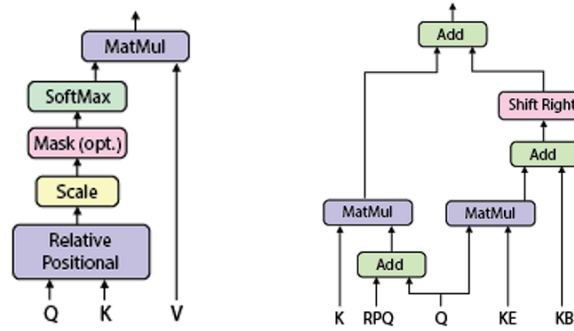 MatMul
SoftMax
Mask (opt.)
Scale
Relative
Positional
Q K V
Add
Shift Right
Add
MatMul MatMul
Add
K RPQ Q KE KB